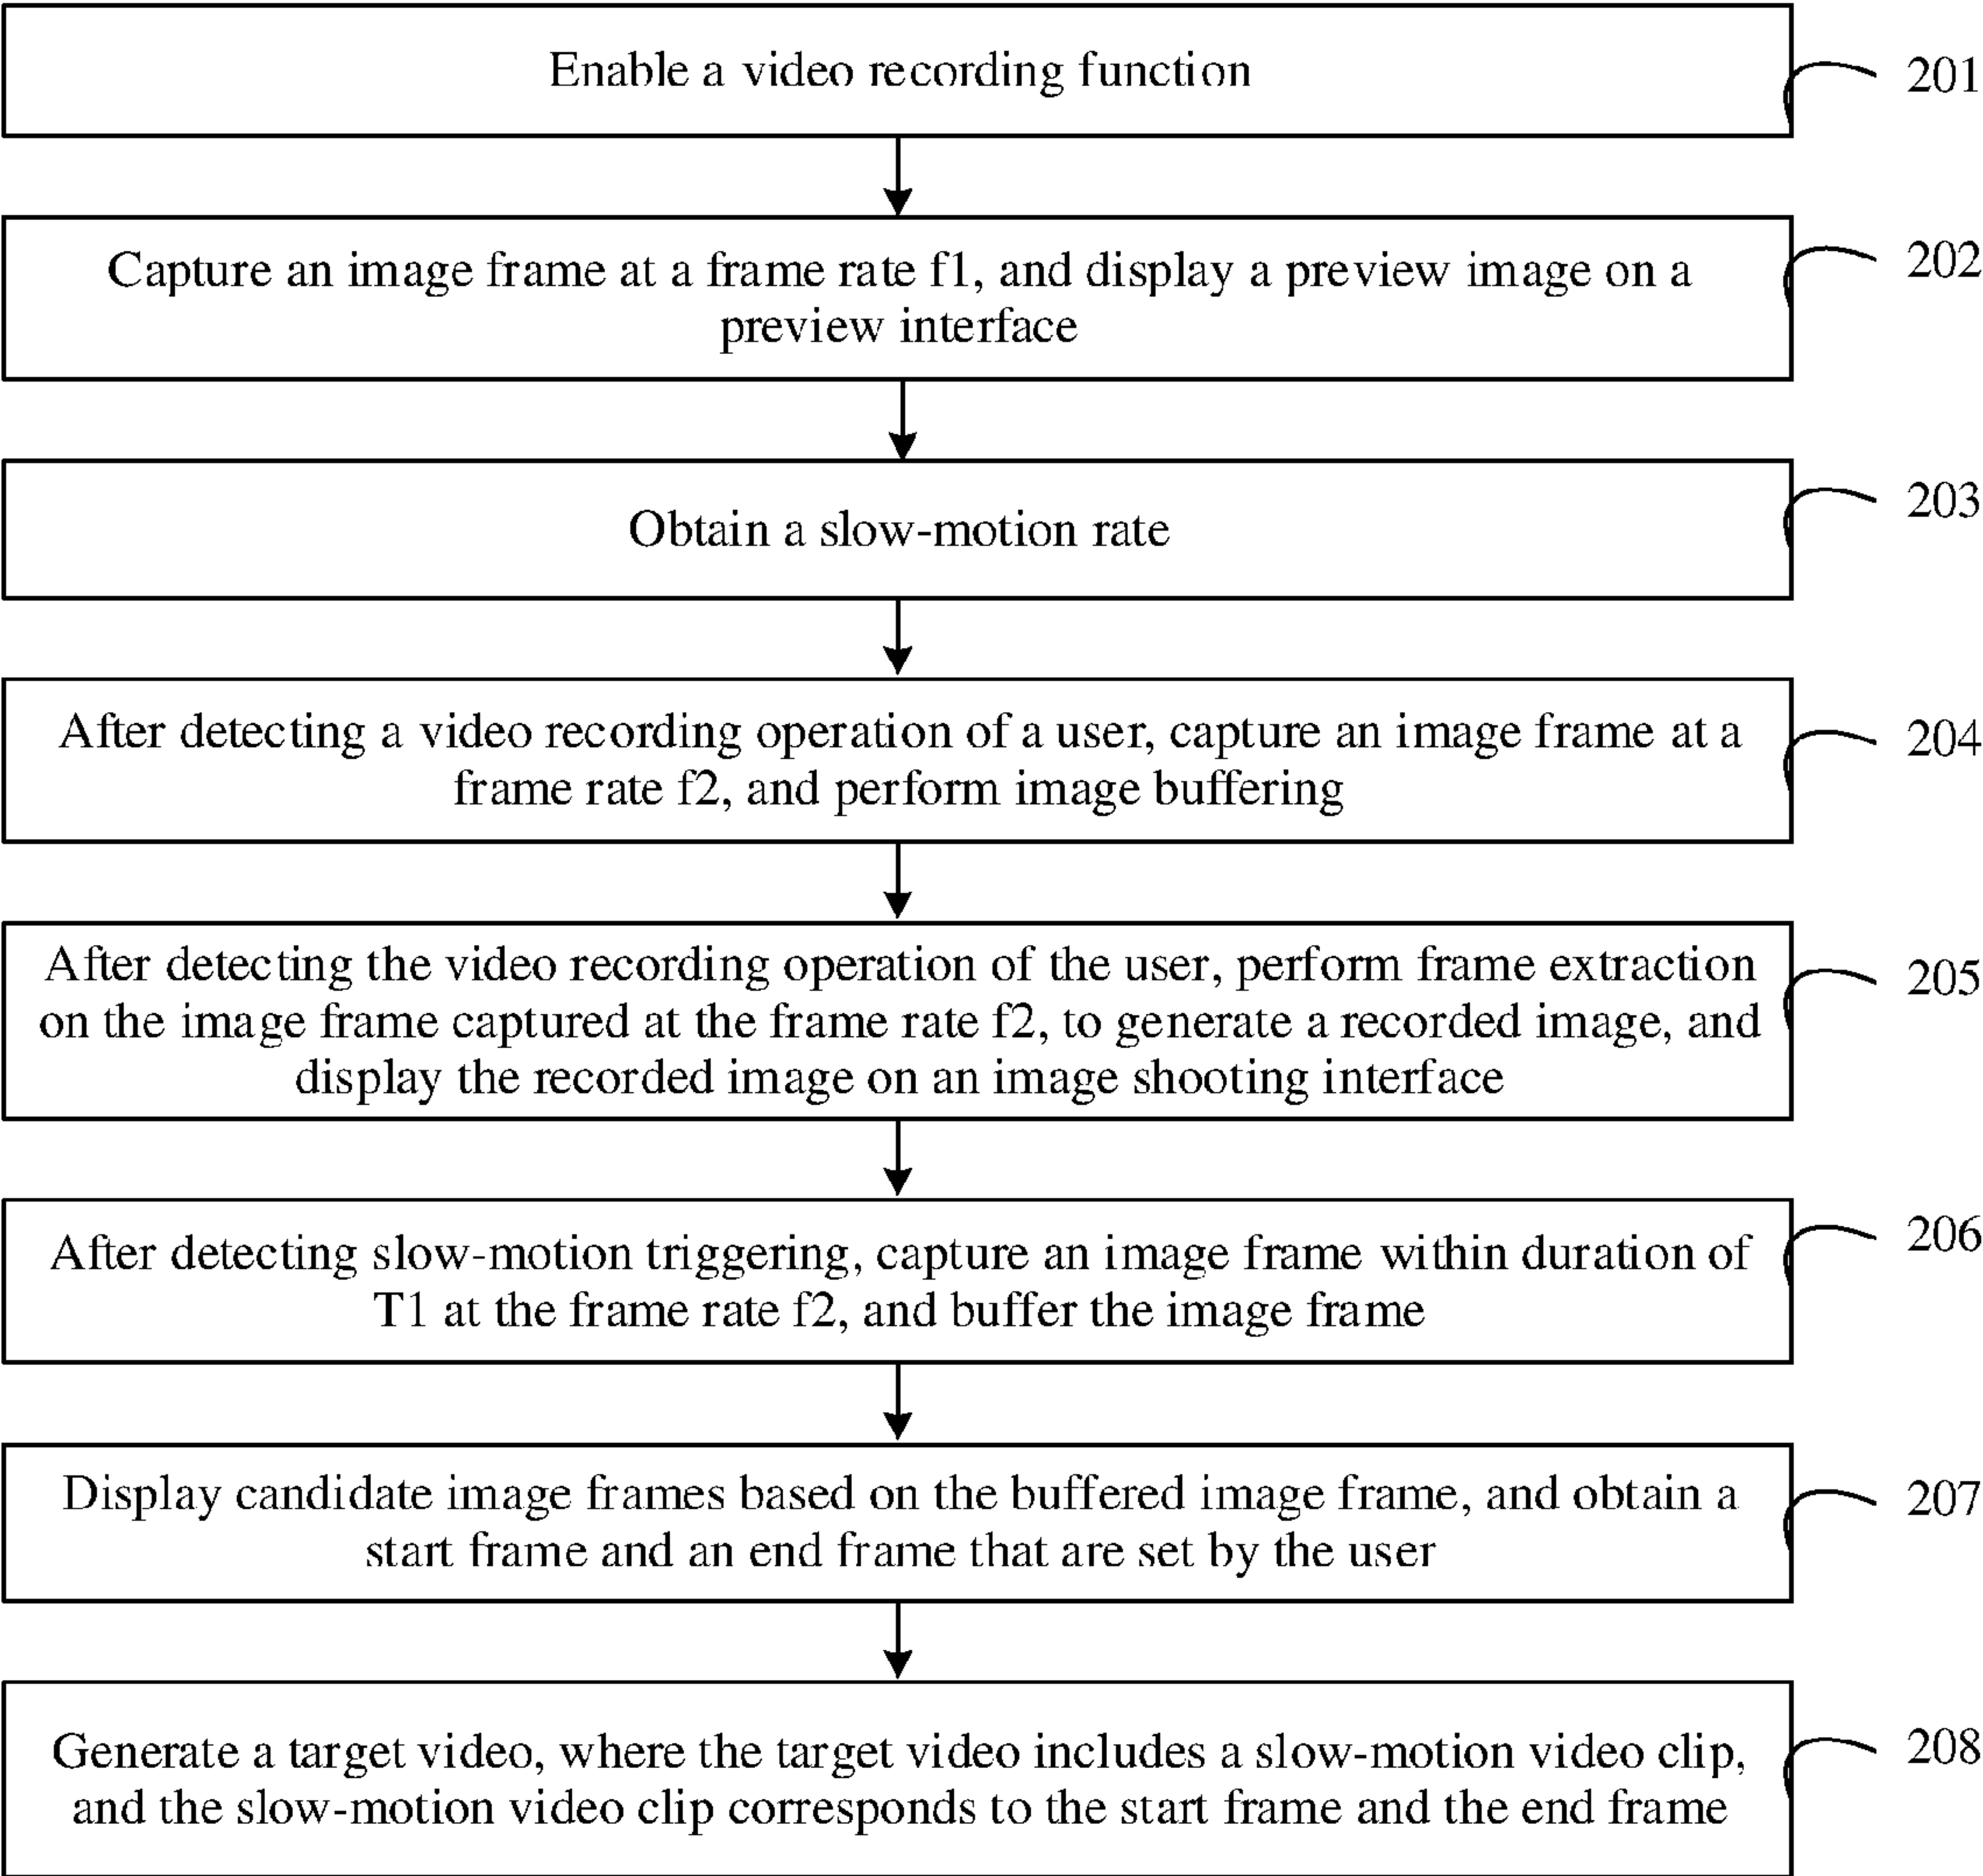 Enable a video recording function
201
Capture an image frame at a frame rate f1, and display a preview image on a
preview interface
202
Obtain a slow-motion rate
203
After detecting a video recording operation of a user, capture an image frame at a
frame rate f2, and perform image buffering
204
After detecting the video recording operation of the user, perform frame extraction
on the image frame captured at the frame rate f2, to generate a recorded image, and
display the recorded image on an image shooting interface
205
After detecting slow-motion triggering, capture an image frame within duration of
T1 at the frame rate f2, and buffer the image frame
206
Display candidate image frames based on the buffered image frame, and obtain a
start frame and an end frame that are set by the user
207
Generate a target video, where the target video includes a slow-motion video clip,
and the slow-motion video clip corresponds to the start frame and the end frame
208